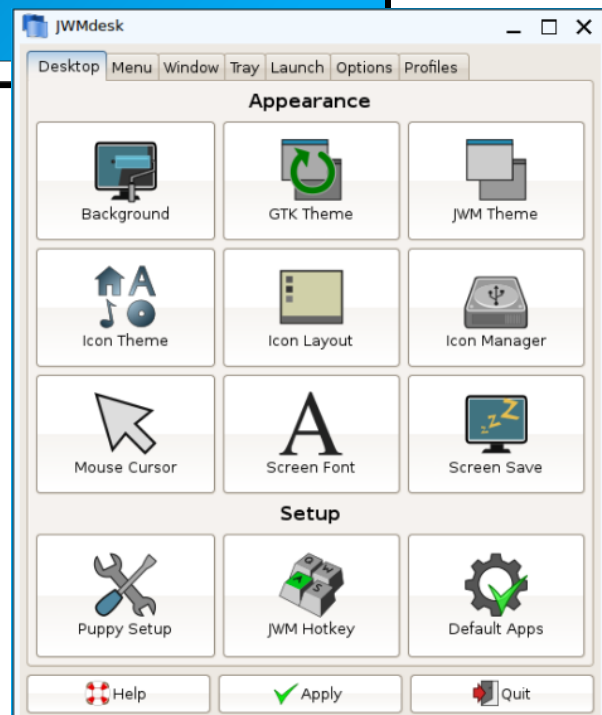 JWMdesk
Desktop Menu Window Tray Launch Options Profiles
Appearance
Background GTK Theme JWM Theme
A
Icon Theme Icon Layout Icon Manager
A zzZ
Mouse Cursor Screen Font Screen Save
Setup
G W
A S
Puppy Setup JWM Hotkey Default Apps
Help Apply Quit